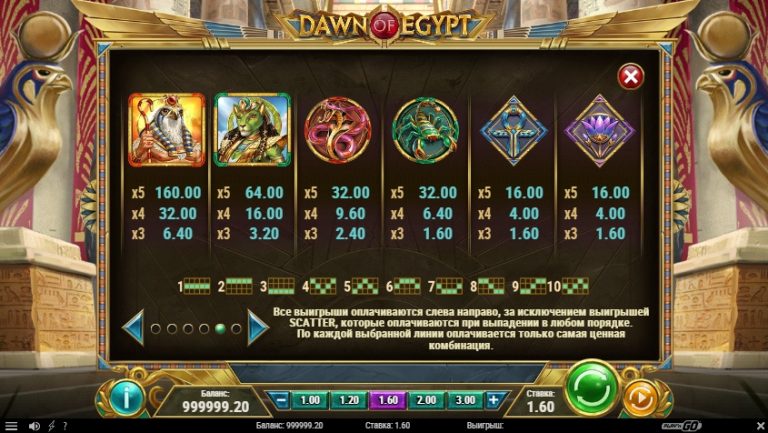 DAWN OF EGYPT
x5 160.00 x5 64.00 x5 32.00 x5 32.00 x5 16.00 x5 16.00
x4 32.00 x4 16.00 x4 9.60 x4 6.40 x4 4.00 x4 4.00
x3 6.40 x3 3.20 x3 2.40 x3 1.60 x3 1.60 x3 1.60
1 2 3 4 5 6 7 8 9 10
Все выигрыши оплачиваются слева направо, за исключением выигрышей
SCATTER, которые оплачиваются при выпадении в любом порядке.
По каждой выбранной линии оплачивается только самая ценная
комбинация.
i Баланс: 999999.20 − 1.00 1.20 1.60 2.00 3.00 + Ставка: 1.60
? Баланс: 999999.20 Ставка: 1.60 Выигрыш: PLAY'N GO